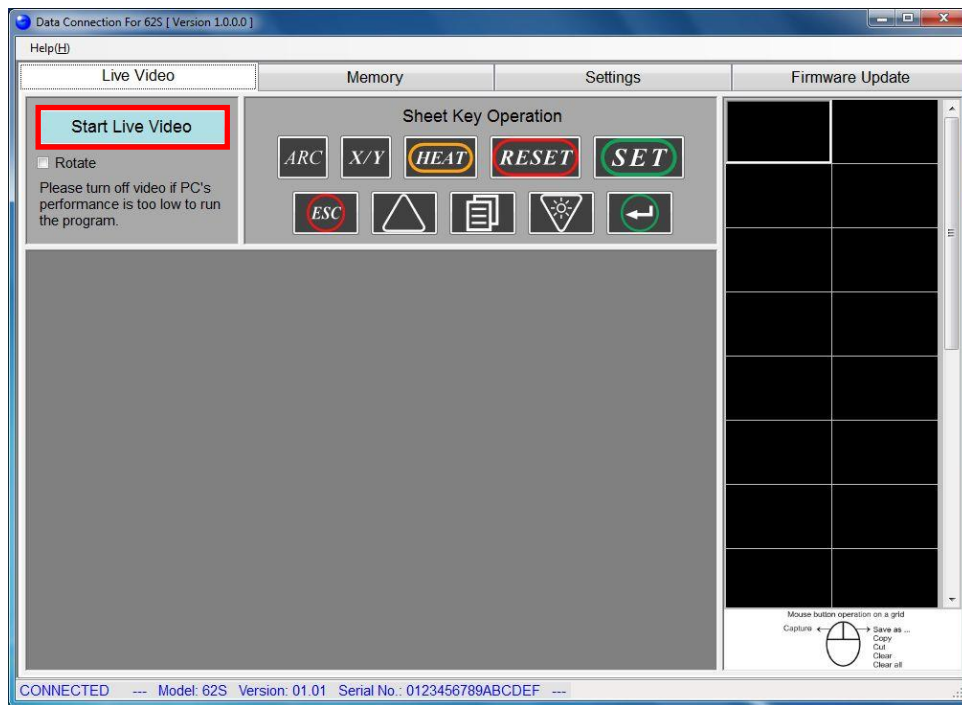 Data Connection For 62S [ Version 1.0.0.0 ]
Help(H)
Live Video
Memory
Settings
Firmware Update
Start Live Video
Rotate
Please turn off video if PC's
performance is too low to run
the program.
Sheet Key Operation
ARC X/Y HEAT RESET SET
ESC
Mouse button operation on a grid
Capture
Save as ...
Copy
Cut
Clear
Clear all
CONNECTED --- Model: 62S Version: 01.01 Serial No.: 0123456789ABCDEF ---